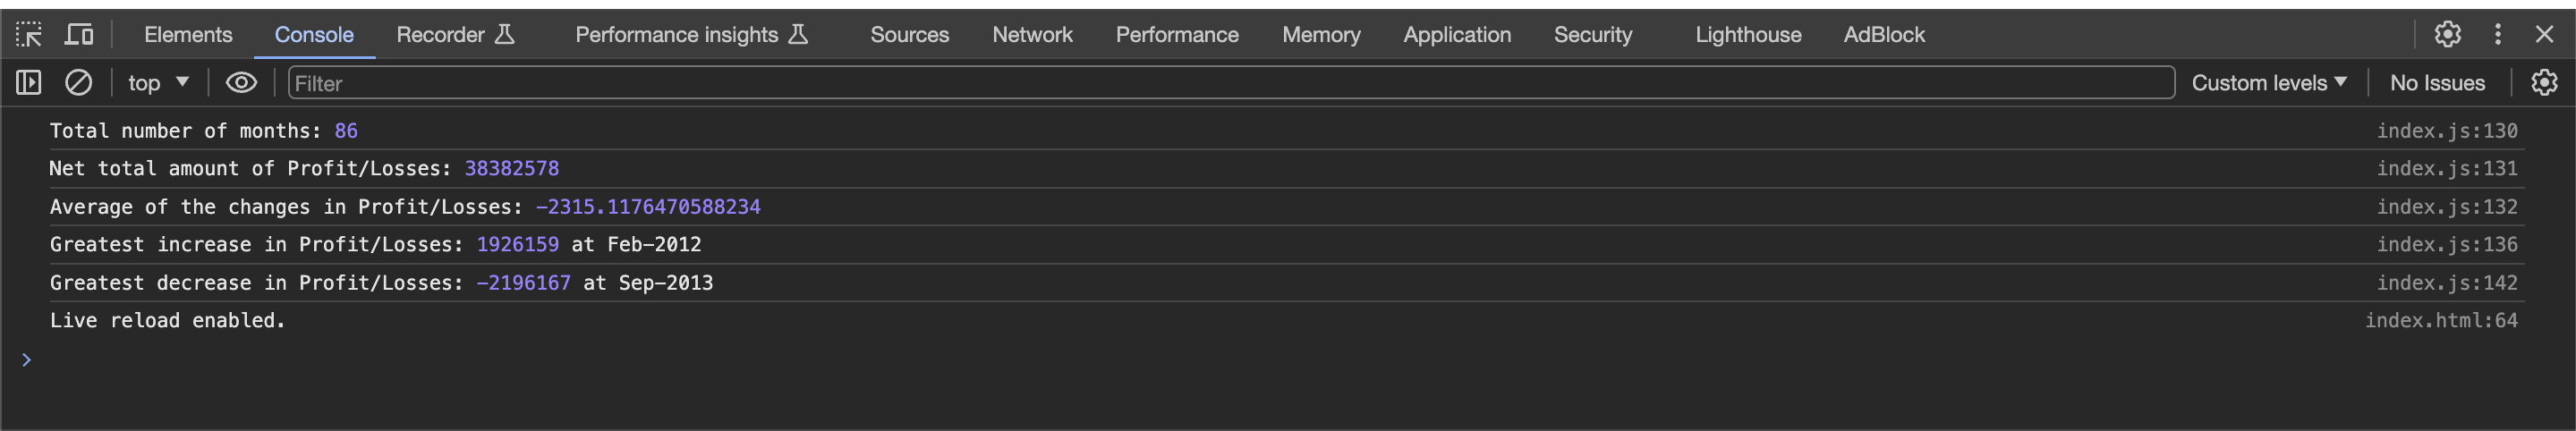 Elements Console Recorder Performance insights Sources Network Performance Memory Application Security Lighthouse AdBlock
top Filter Custom levels No Issues
Total number of months: 86 index.js:130
Net total amount of Profit/Losses: 38382578 index.js:131
Average of the changes in Profit/Losses: -2315.1176470588234 index.js:132
Greatest increase in Profit/Losses: 1926159 at Feb-2012 index.js:136
Greatest decrease in Profit/Losses: -2196167 at Sep-2013 index.js:142
Live reload enabled. index.html:64